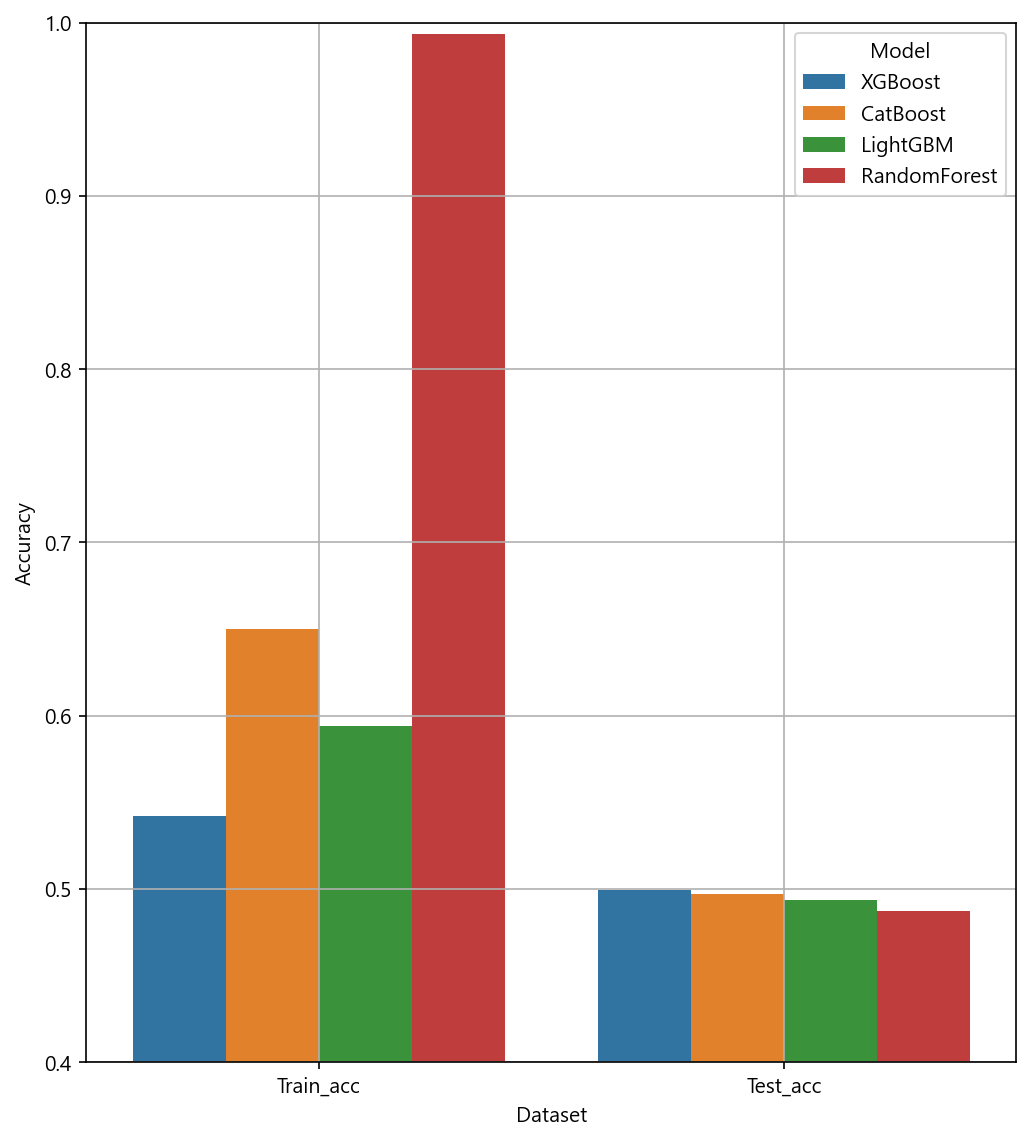 1.0
0.9
0.8
0.7
0.6
0.5
0.4
Accuracy
Model
XGBoost
CatBoost
LightGBM
RandomForest
Train_acc
Test_acc
Dataset